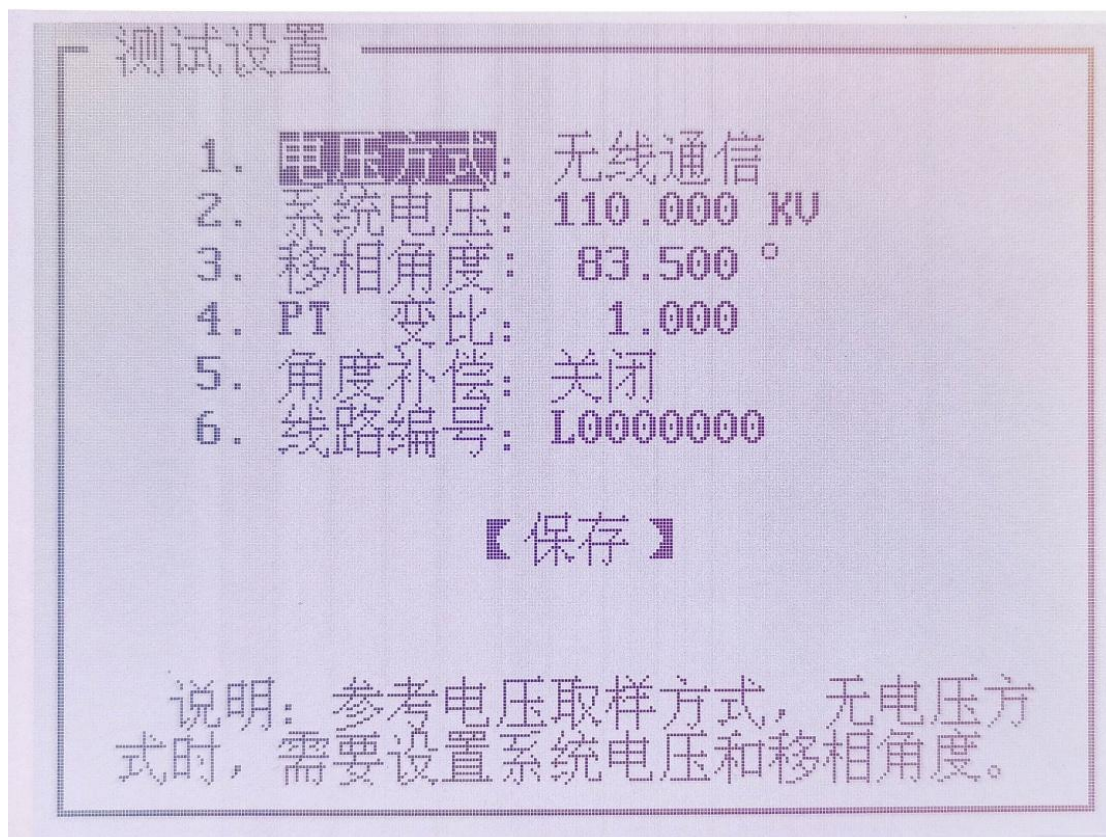 测试设置
1. 电压方式: 无线通信
2. 系统电压: 110.000 KV
3. 移相角度: 83.500 °
4. PT 变比: 1.000
5. 角度补偿: 关闭
6. 线路编号: L0000000
【保存】
说明: 参考电压取样方式, 无电压方
式时, 需要设置系统电压和移相角度。